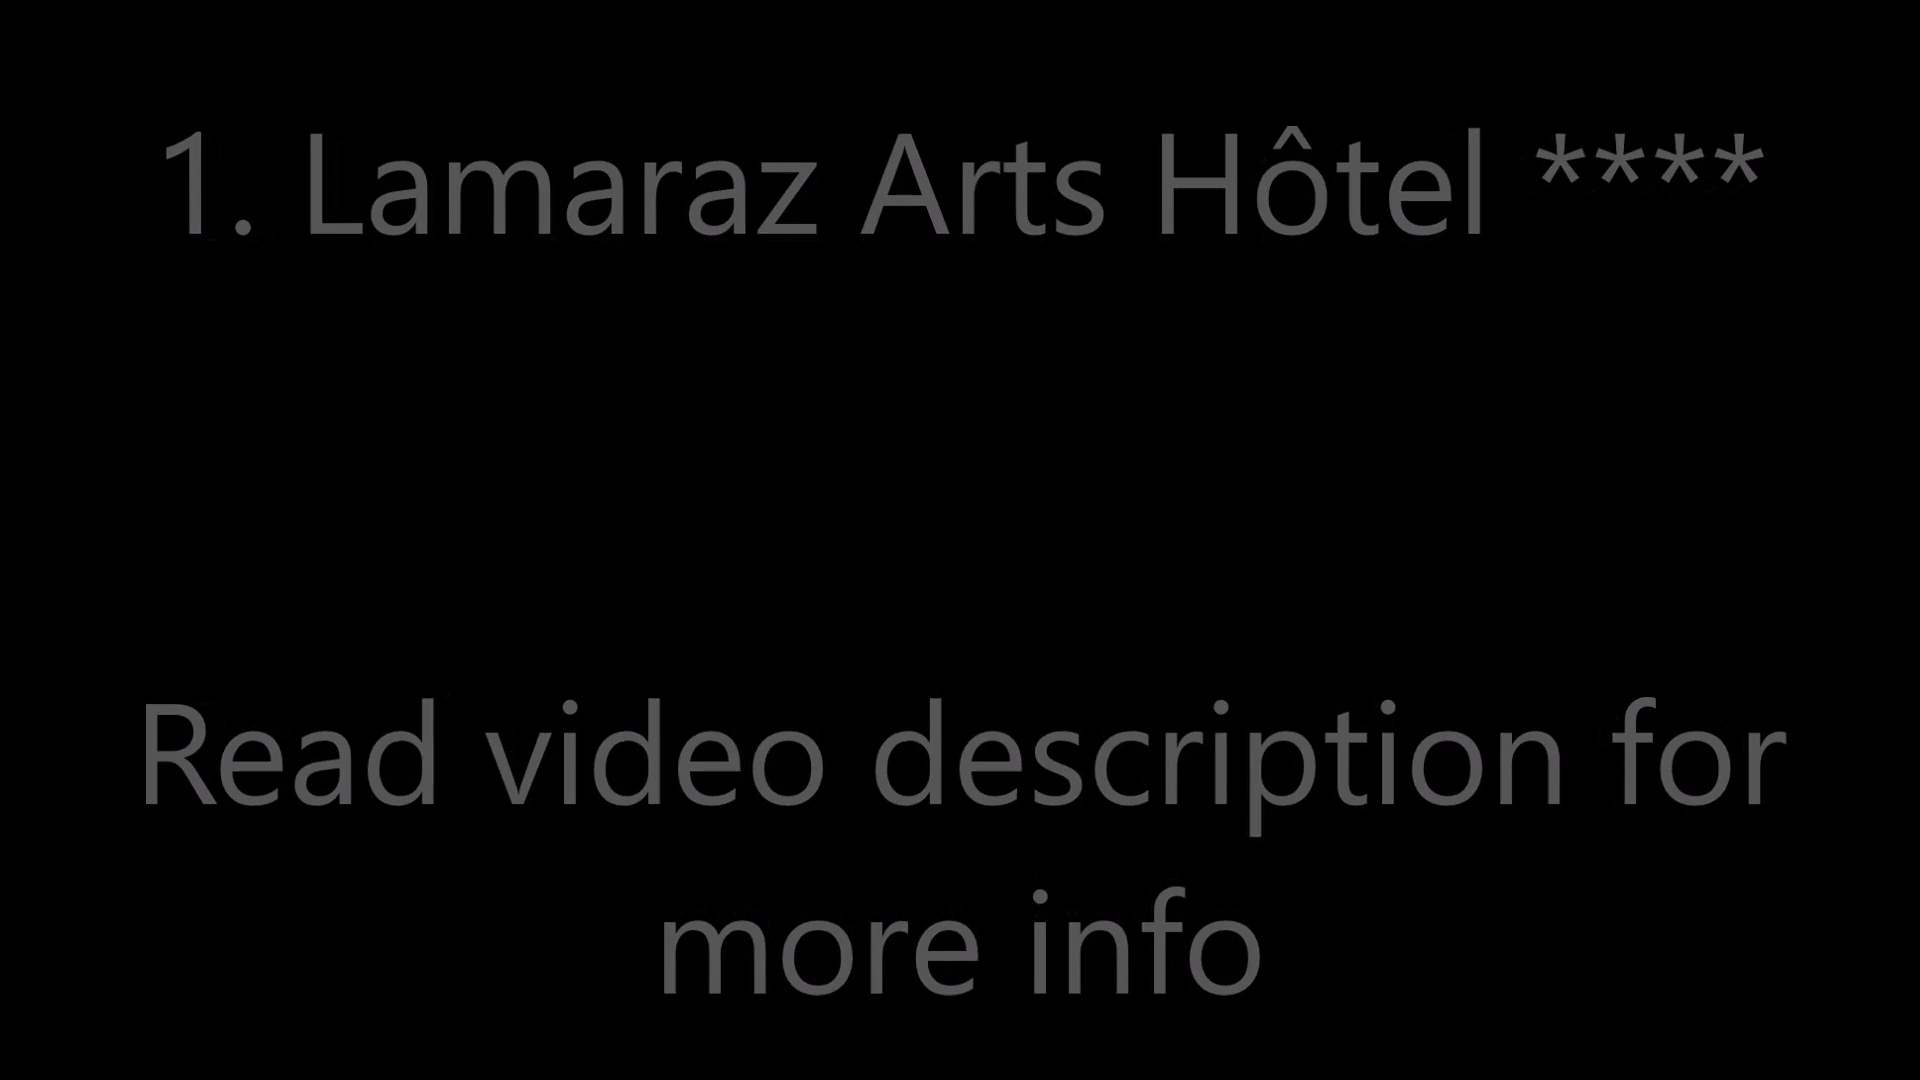 1. Lamaraz Arts Hôtel ****
Read video description for
more info